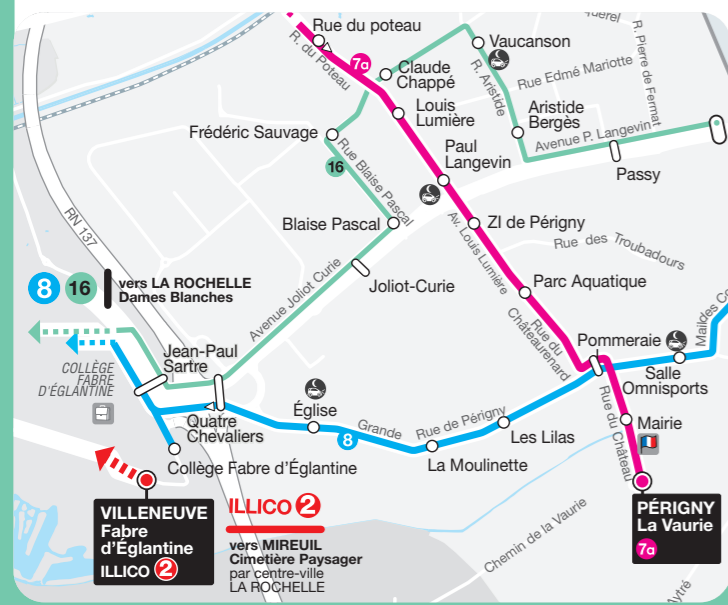 Rue du poteau
R. du Poteau
7a
Claude
Chappé
Vaucanson
R. Aristide
Rue Edmé Mariotte
R. Pierre de Fermat
Louis
Lumière
Aristide
Bergès
Avenue P. Langevin
Frédéric Sauvage
Rue Blaise Pascal
16
Paul
Langevin
Passy
RN 137
Blaise Pascal
ZI de Périgny
Av. Louis Lumière
Rue des Troubadours
8 16
vers LA ROCHELLE
Dames Blanches
Avenue Joliot Curie
Joliot-Curie
Parc Aquatique
Rue du
Châteaurenard
Pommeraie
COLLÈGE
FABRE
D'ÉGLANTINE
Jean-Paul
Sartre
Salle
Omnisports
Église
Quatre
Chevaliers
Grande
Rue de Périgny
8
Les Lilas
Rue du Château
Mairie
Collège Fabre d'Églantine
La Moulinette
VILLENEUVE
Fabre
d'Églantine
ILLICO 2
ILLICO 2
vers MIREUIL
Cimetière Paysager
par centre-ville
LA ROCHELLE
Chemin de la Vaurie
PÉRIGNY
La Vaurie
7a